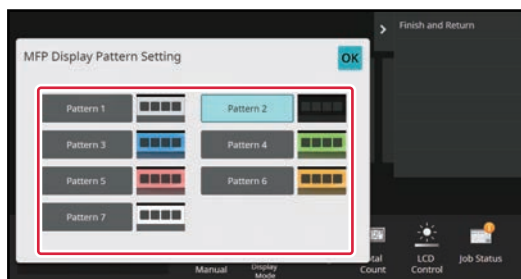 Finish and Return
MFP Display Pattern Setting
OK
Pattern 1
Pattern 2
Pattern 3
Pattern 4
Pattern 5
Pattern 6
Pattern 7
Manual
Display
Mode
Count
LCD
Control
Job Status